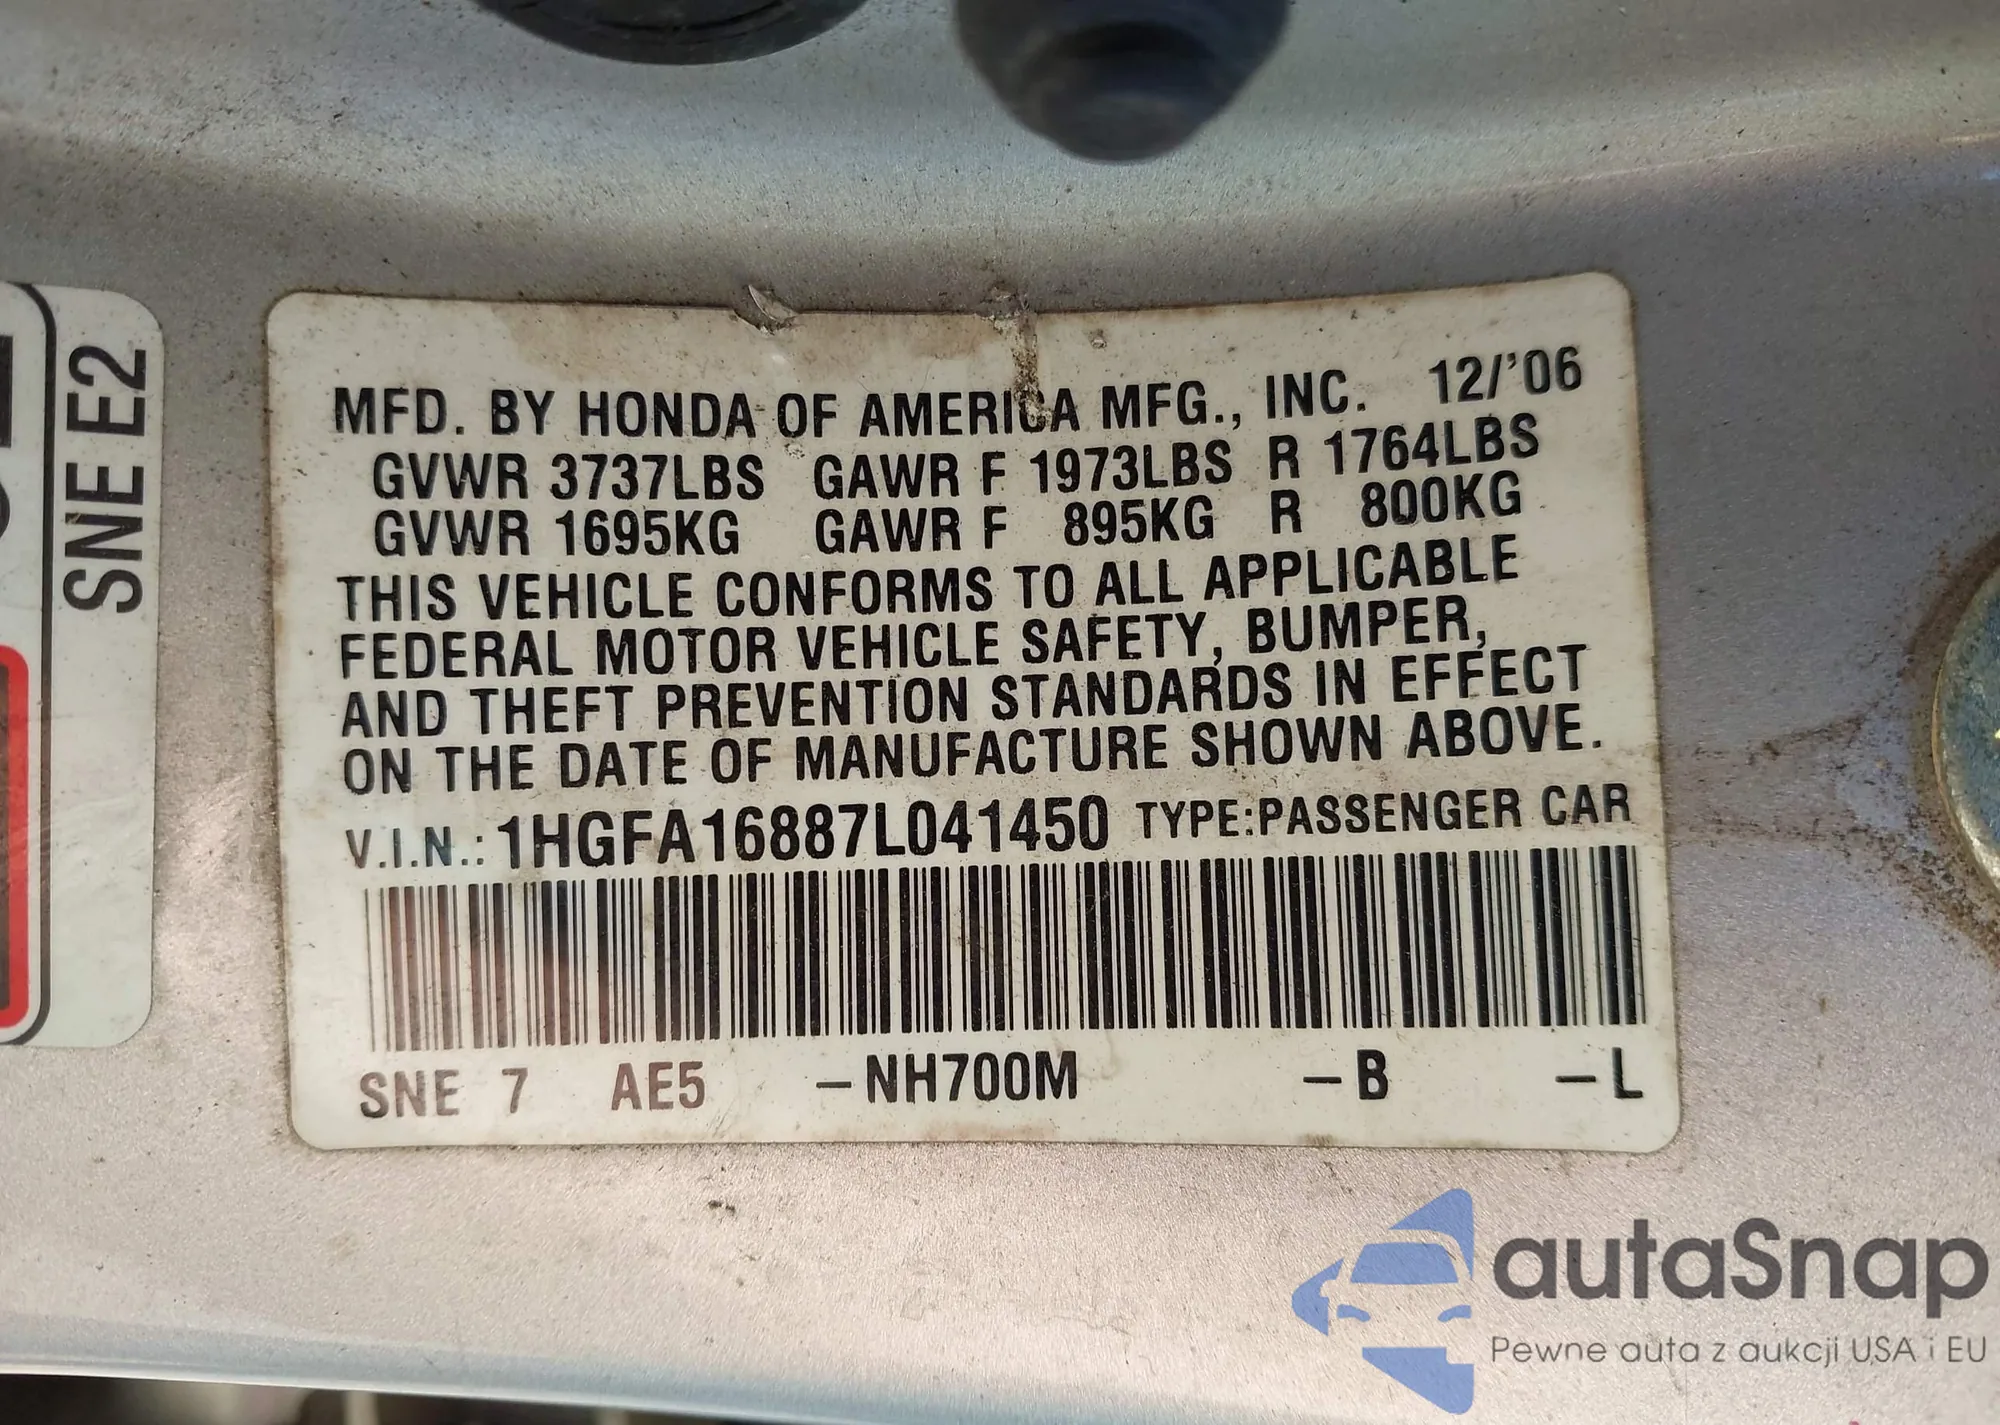 SNE E2
MFD. BY HONDA OF AMERICA MFG., INC. 12/'06
GVWR 3737LBS GAWR F 1973LBS R 1764LBS
GVWR 1695KG GAWR F 895KG R 800KG
THIS VEHICLE CONFORMS TO ALL APPLICABLE
FEDERAL MOTOR VEHICLE SAFETY, BUMPER,
AND THEFT PREVENTION STANDARDS IN EFFECT
ON THE DATE OF MANUFACTURE SHOWN ABOVE.
V.I.N.: 1HGFA16887L041450 TYPE:PASSENGER CAR
SNE 7 AE5 –NH700M –B –L
autaSnap
Pewne auta z aukcji USA i EU